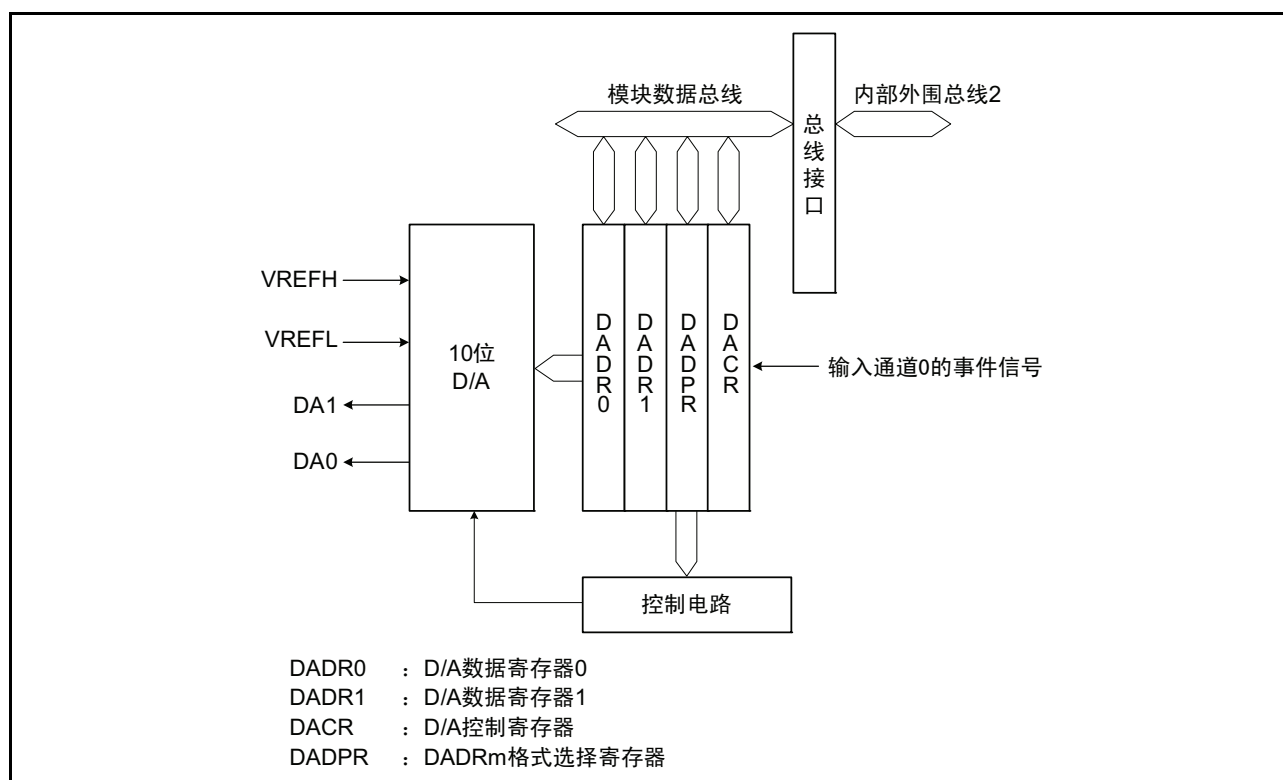 模块数据总线
内部外围总线2
总线接口
VREFH
VREFL
DA1
DA0
10位
D/A
DADR0
DADR1
DADPR
DACR
输入通道0的事件信号
控制电路
DADR0 : D/A数据寄存器0
DADR1 : D/A数据寄存器1
DACR : D/A控制寄存器
DADPR : DADRm格式选择寄存器